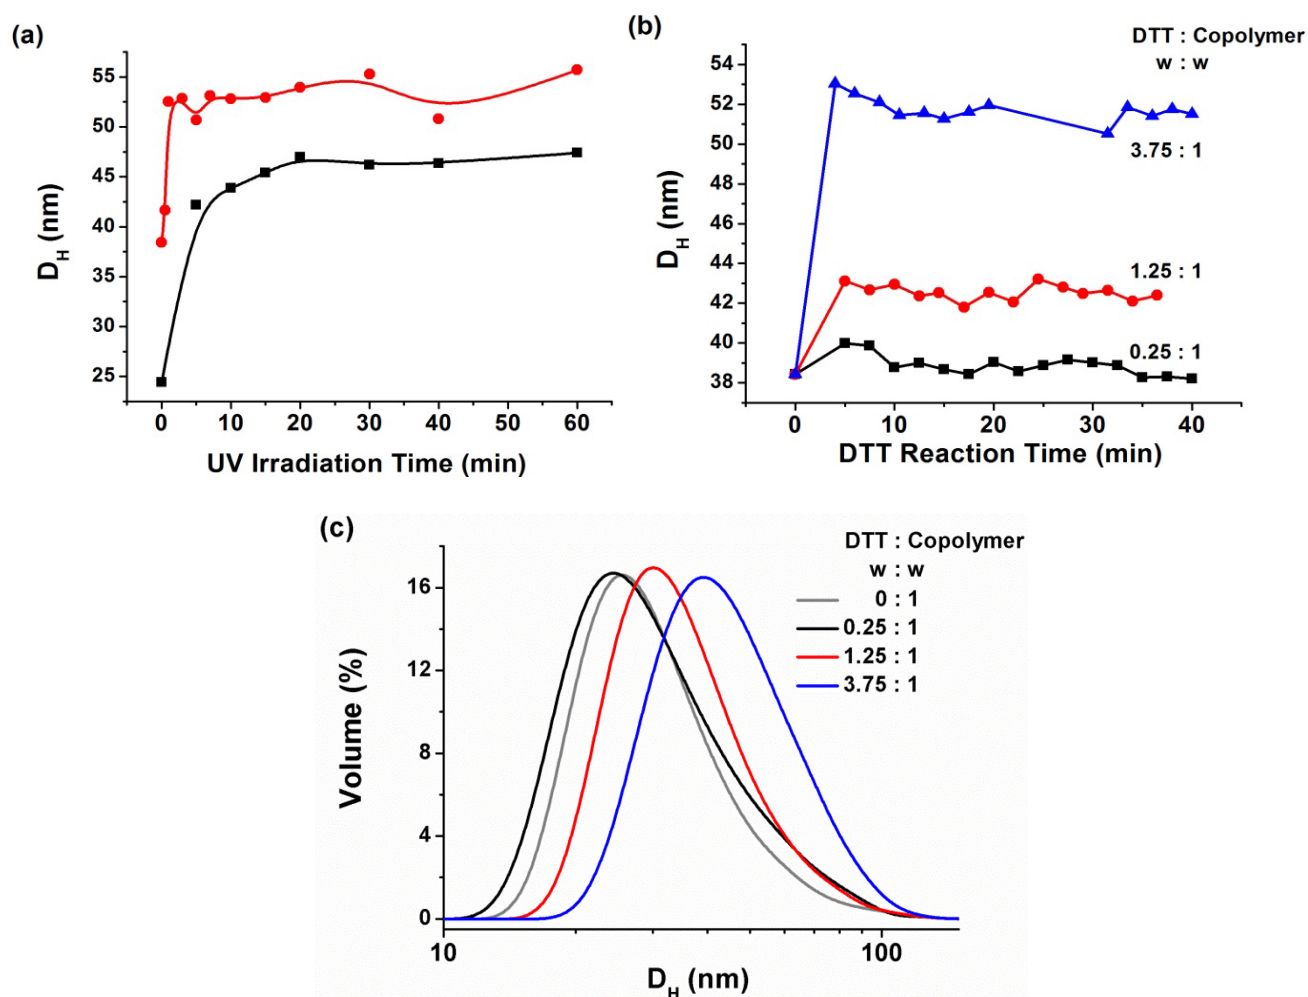 (a)
55
50
45
40
35
30
25
D_H (nm)
0 10 20 30 40 50 60
UV Irradiation Time (min)
(b)
DTT : Copolymer
w : w
54
52
50
48
46
44
42
40
38
D_H (nm)
3.75 : 1
1.25 : 1
0.25 : 1
0 10 20 30 40
DTT Reaction Time (min)
(c)
DTT : Copolymer
w : w
0 : 1
0.25 : 1
1.25 : 1
3.75 : 1
16
12
8
4
0
Volume (%)
10 100
D_H (nm)